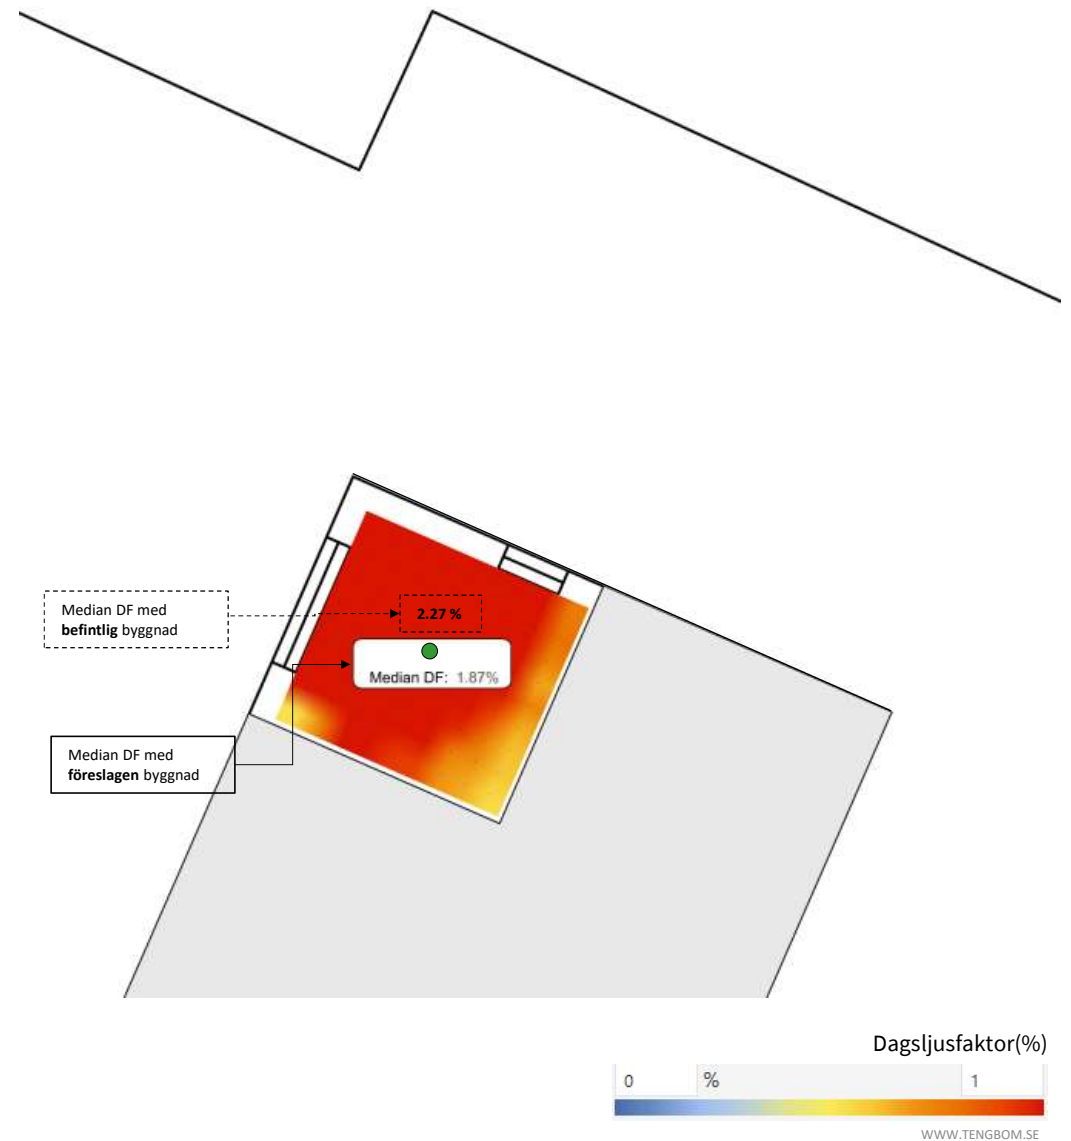 Median DF med
befintlig byggnad
2.27 %
Median DF: 1.87%
Median DF med
föreslagen byggnad
Dagsljusfaktor(%)
0 % 1
WWW.TENGBOM.SE